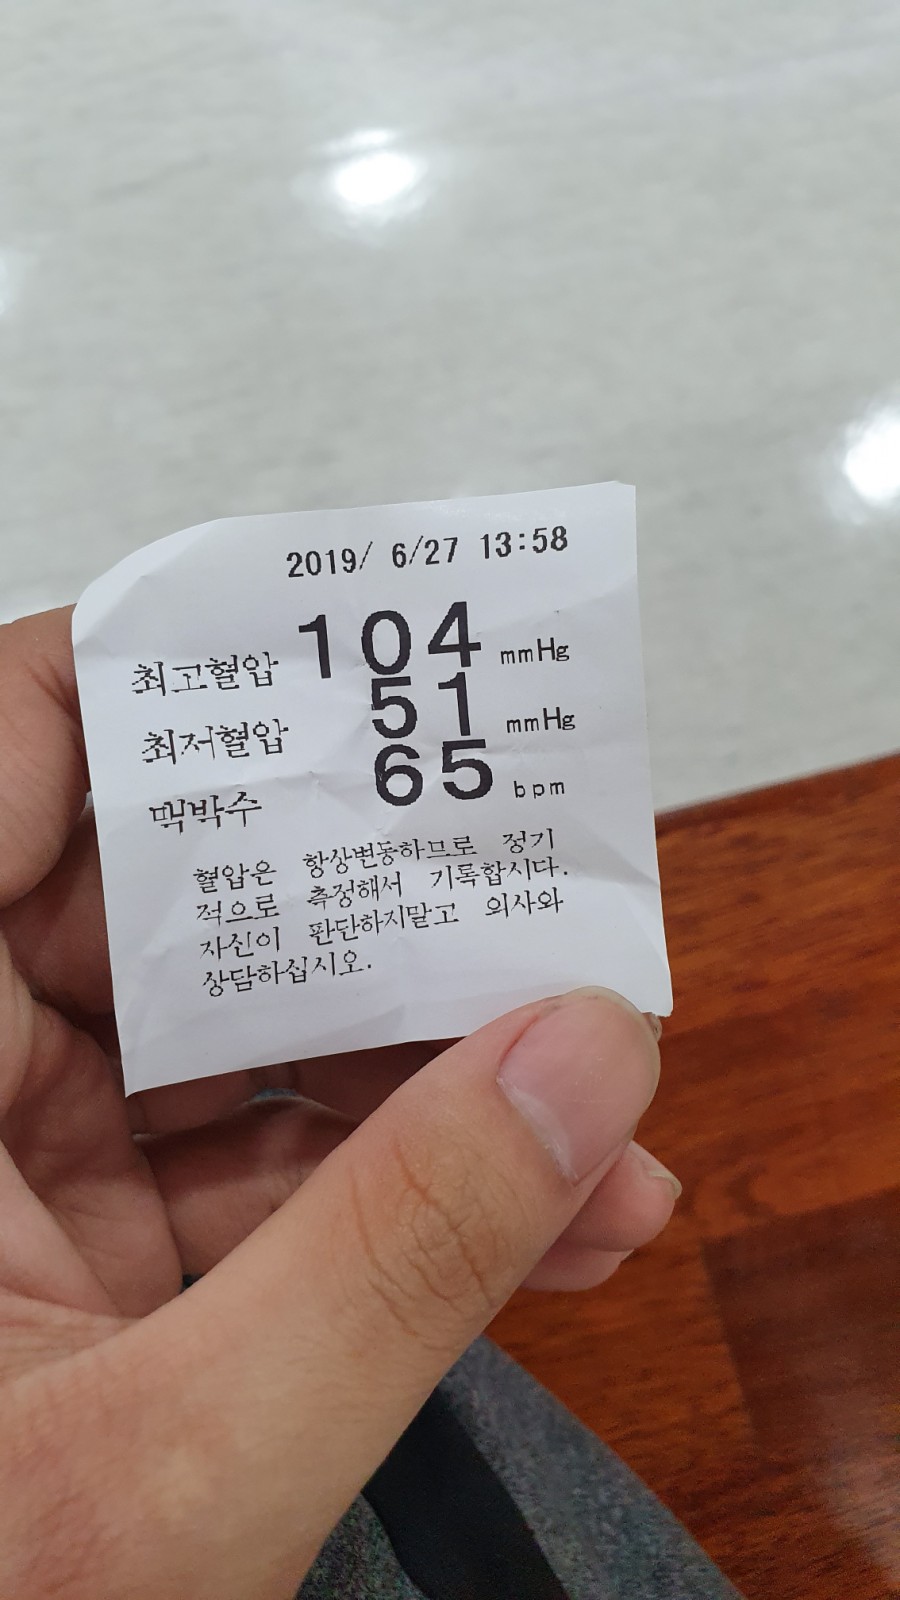 2019/ 6/27 13:58
최고혈압 104 mmHg
최저혈압 51 mmHg
맥박수 65 bpm
혈압은 항상변동하므로 정기
적으로 측정해서 기록합시다.
자신이 판단하지말고 의사와
상담하십시오.